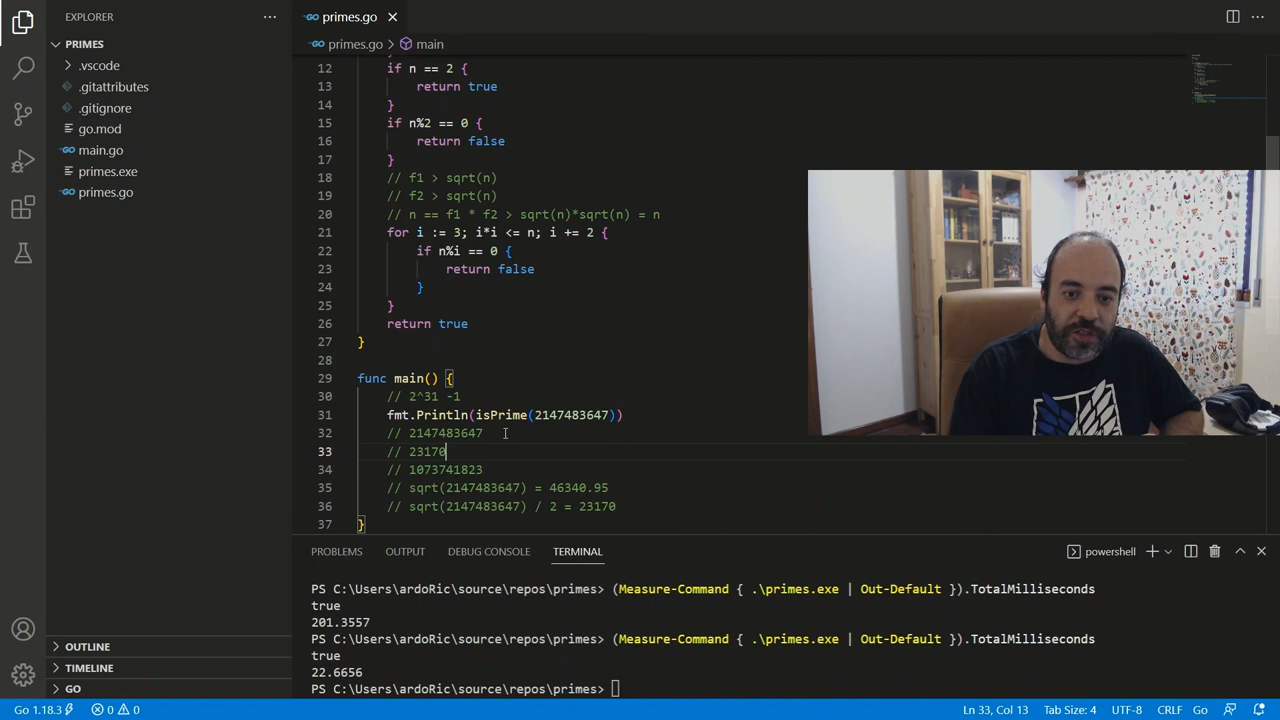 EXPLORER
primes.go
PRIMES
primes.go
main
.vscode
.gitattributes
.gitignore
go.mod
main.go
primes.exe
primes.go
12 if n == 2 {
13 return true
14 }
15 if n%2 == 0 {
16 return false
17 }
18 // f1 > sqrt(n)
19 // f2 > sqrt(n)
20 // n == f1 * f2 > sqrt(n)*sqrt(n) = n
21 for i := 3; i*i <= n; i += 2 {
22 if n%i == 0 {
23 return false
24 }
25 }
26 return true
27 }
28
29 func main() {
30 // 2^31 -1
31 fmt.Println(isPrime(2147483647))
32 // 2147483647
33 // 23170
34 // 1073741823
35 // sqrt(2147483647) = 46340.95
36 // sqrt(2147483647) / 2 = 23170
37 }
PROBLEMS OUTPUT DEBUG CONSOLE TERMINAL
powershell
PS C:\Users\ardoRic\source\repos\primes> (Measure-Command { .\primes.exe | Out-Default }).TotalMilliseconds
true
201.3557
PS C:\Users\ardoRic\source\repos\primes> (Measure-Command { .\primes.exe | Out-Default }).TotalMilliseconds
true
22.6656
PS C:\Users\ardoRic\source\repos\primes>
OUTLINE
TIMELINE
GO
Go 1.18.3 0 0 Ln 33, Col 13 Tab Size: 4 UTF-8 CRLF Go